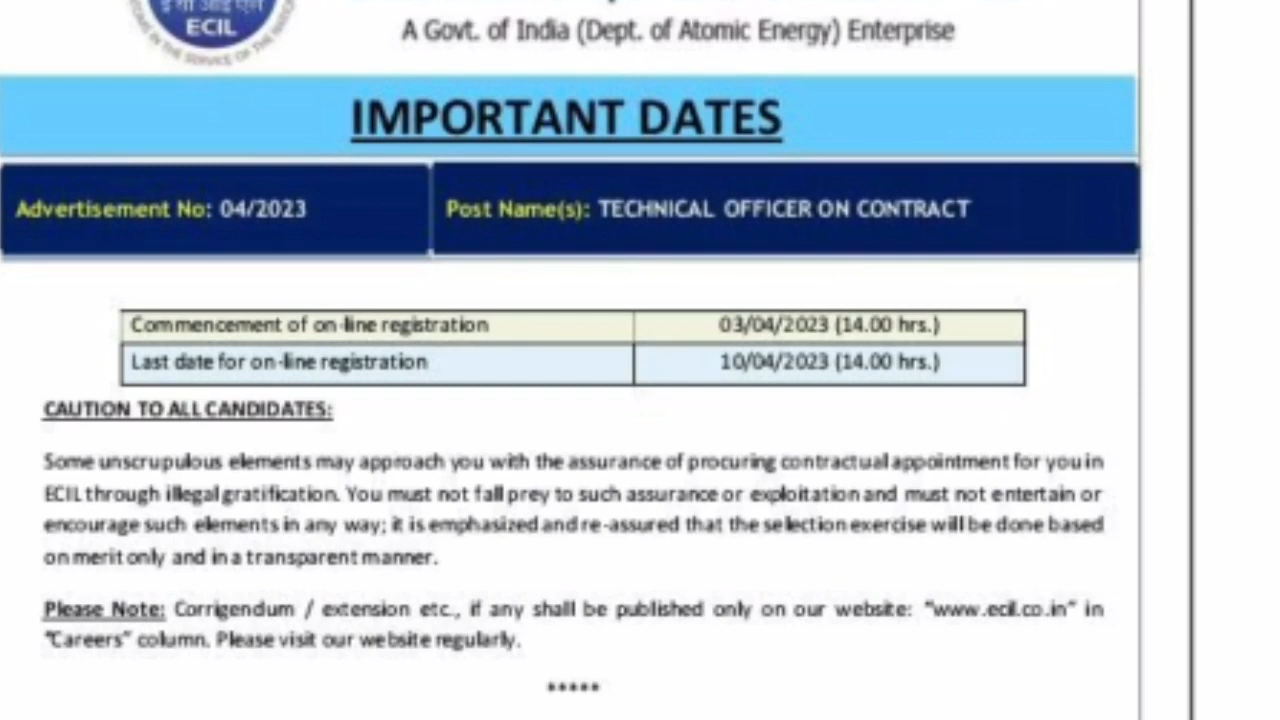 ई सी आई एल
ECIL
A Govt. of India (Dept. of Atomic Energy) Enterprise
IMPORTANT DATES
Advertisement No: 04/2023 Post Name(s): TECHNICAL OFFICER ON CONTRACT
Commencement of on-line registration 03/04/2023 (14.00 hrs.)
Last date for on-line registration 10/04/2023 (14.00 hrs.)
CAUTION TO ALL CANDIDATES:
Some unscrupulous elements may approach you with the assurance of procuring contractual appointment for you in
ECIL through illegal gratification. You must not fall prey to such assurance or exploitation and must not entertain or
encourage such elements in any way; it is emphasized and re-assured that the selection exercise will be done based
on merit only and in a transparent manner.
Please Note: Corrigendum / extension etc., if any shall be published only on our website: "www.ecil.co.in" in
"Careers" column. Please visit our website regularly.
*****